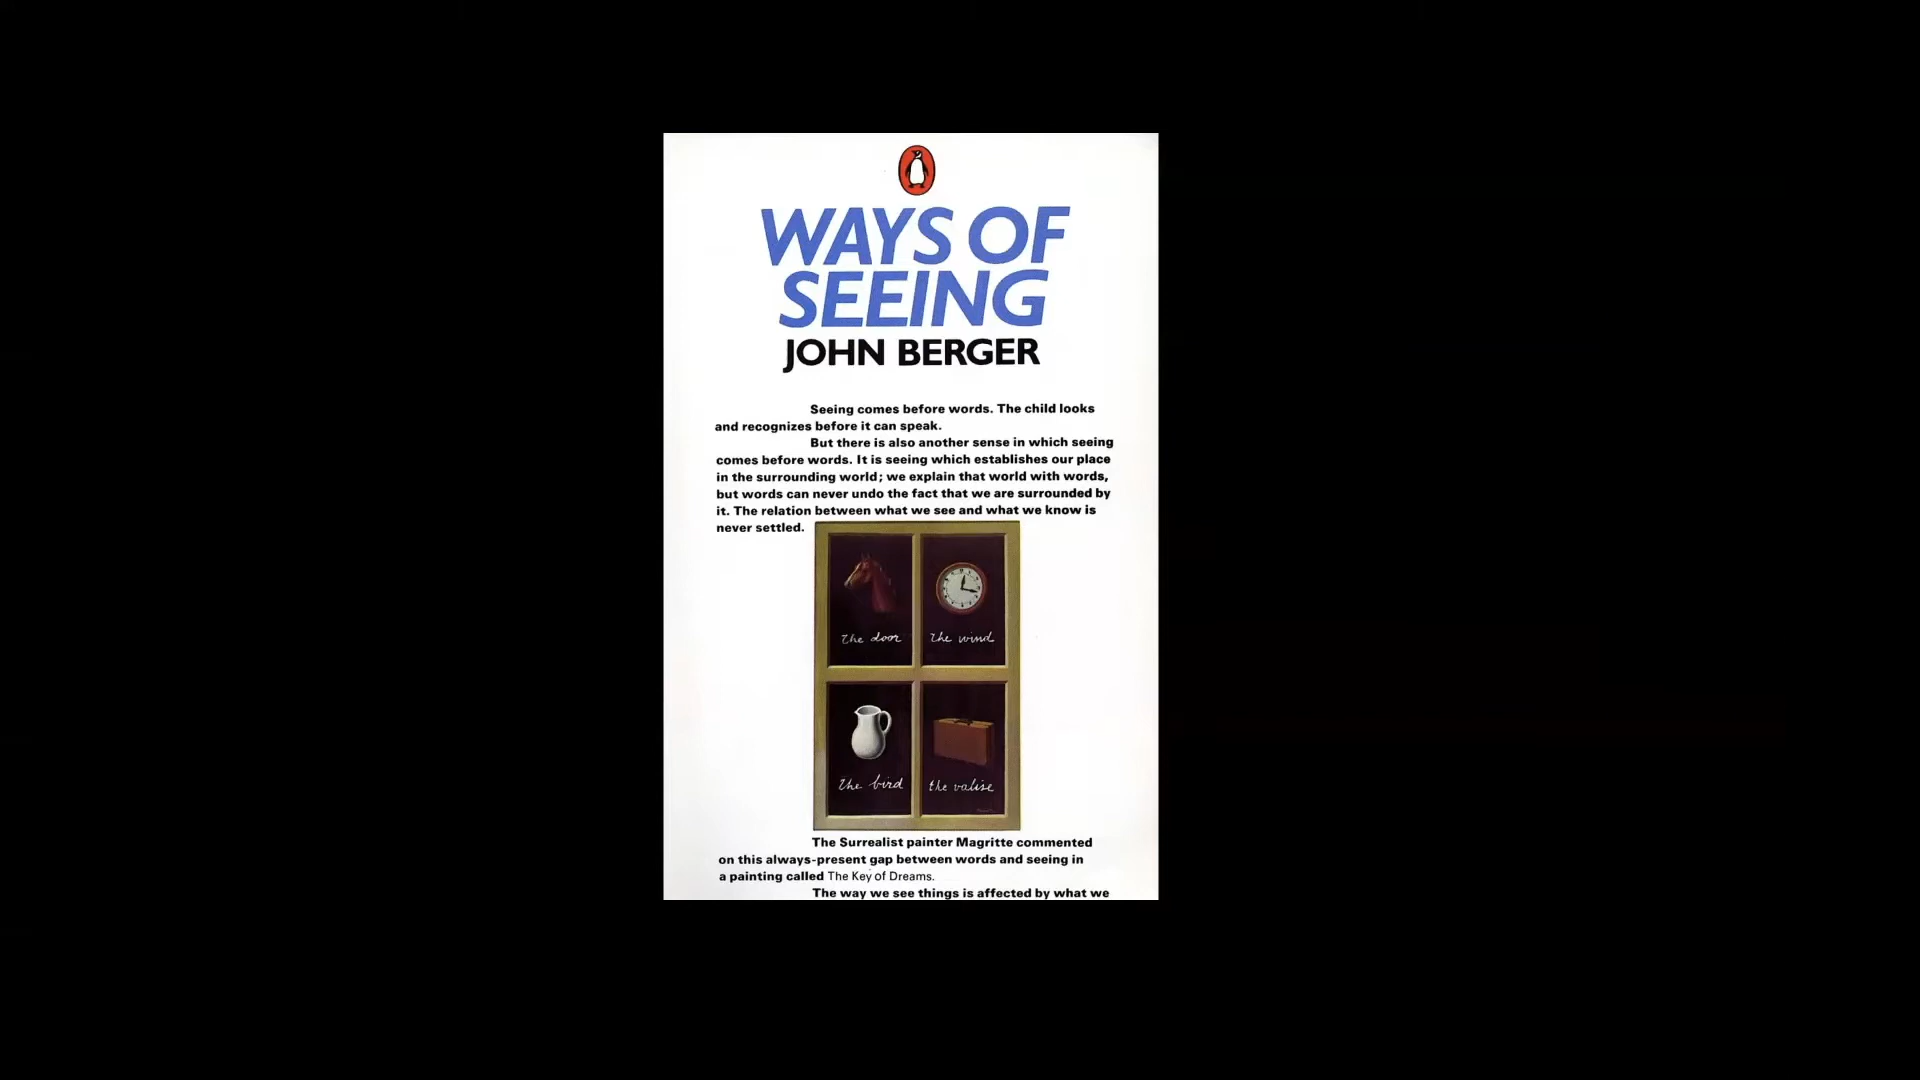 WAYS OF
SEEING
JOHN BERGER
Seeing comes before words. The child looks
and recognizes before it can speak.
But there is also another sense in which seeing
comes before words. It is seeing which establishes our place
in the surrounding world; we explain that world with words,
but words can never undo the fact that we are surrounded by
it. The relation between what we see and what we know is
never settled.
The door
the wind
The bird
the valise
The Surrealist painter Magritte commented
on this always-present gap between words and seeing in
a painting called The Key of Dreams.
The way we see things is affected by what we